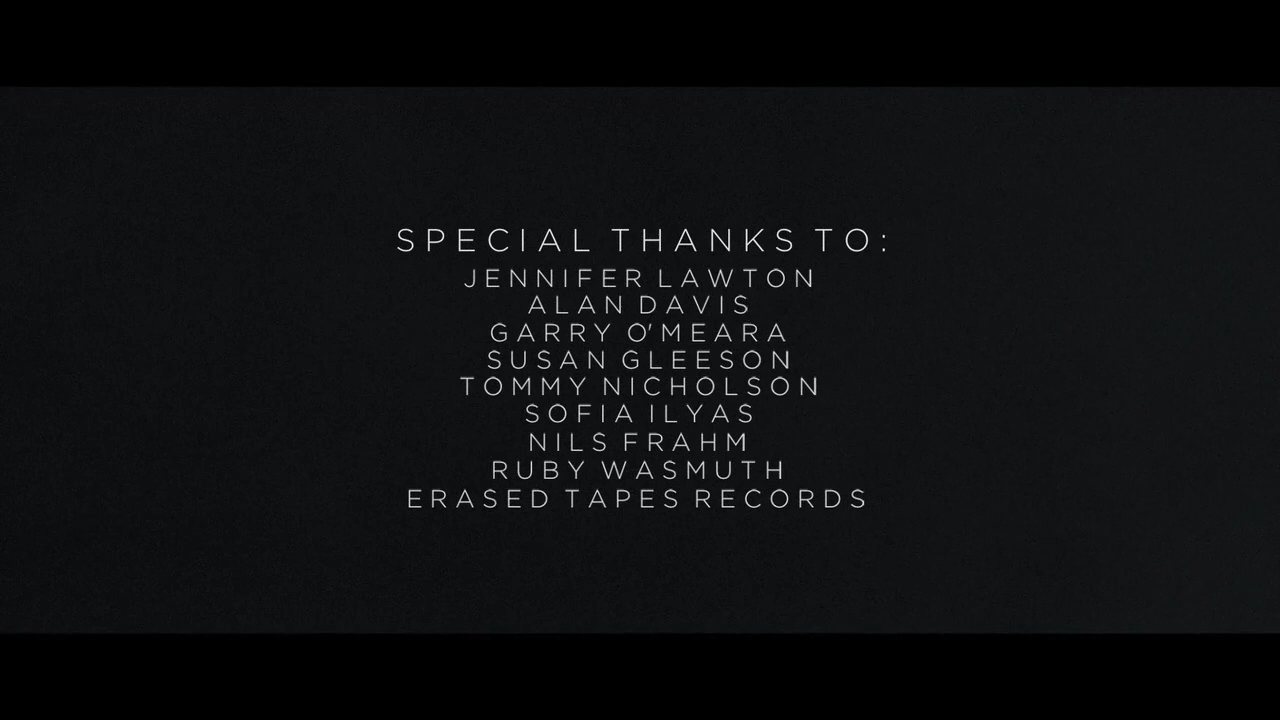 SPECIAL THANKS TO:
JENNIFER LAWTON
ALAN DAVIS
GARRY O'MEARA
SUSAN GLEESON
TOMMY NICHOLSON
SOFIA ILYAS
NILS FRAHM
RUBY WASMUTH
ERASED TAPES RECORDS